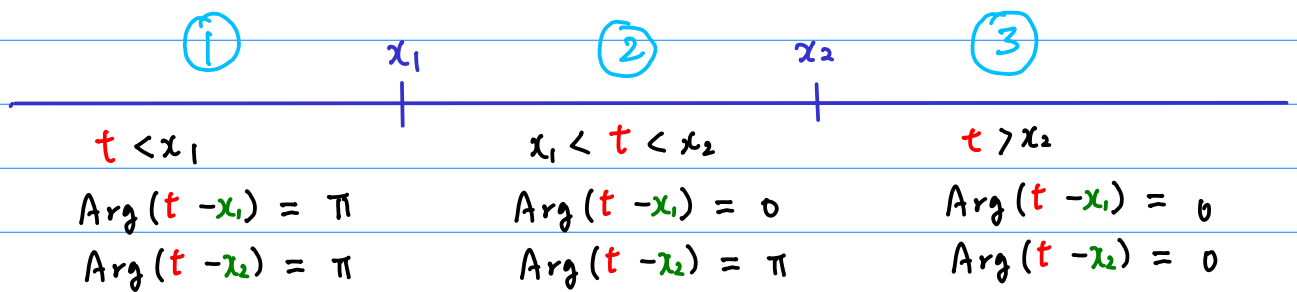 ① ② ③
x₁ x₂
t < x₁ x₁ < t < x₂ t > x₂
Arg(t - x₁) = π Arg(t - x₁) = 0 Arg(t - x₁) = 0
Arg(t - x₂) = π Arg(t - x₂) = π Arg(t - x₂) = 0